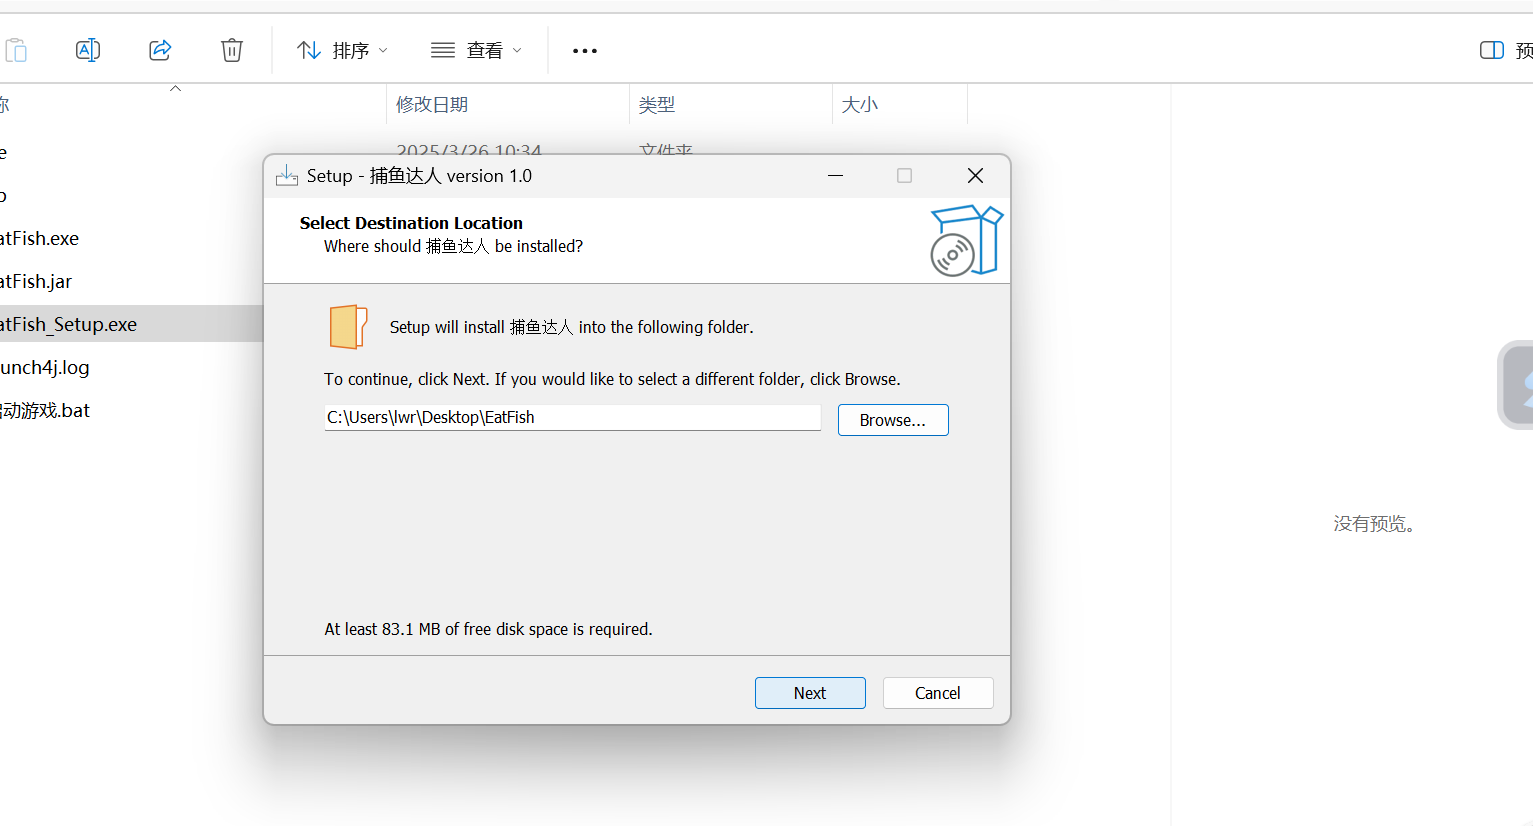 排序
查看
预
称
修改日期
类型
大小
e
2025/3/26 10:34
文件夹
Setup - 捕鱼达人 version 1.0
p
Select Destination Location
atFish.exe
Where should 捕鱼达人 be installed?
atFish.jar
atFish_Setup.exe
Setup will install 捕鱼达人 into the following folder.
unch4j.log
To continue, click Next. If you would like to select a different folder, click Browse.
启动游戏.bat
C:\Users\lwr\Desktop\EatFish
Browse...
没有预览。
At least 83.1 MB of free disk space is required.
Next
Cancel